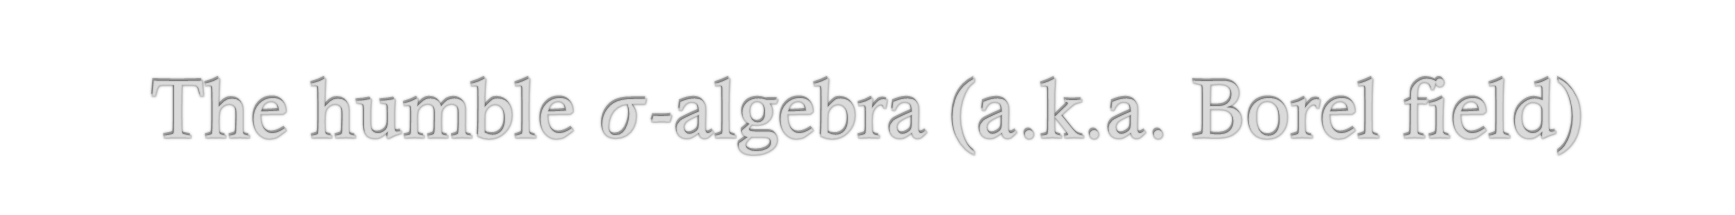 The humble σ-algebra (a.k.a. Borel field)